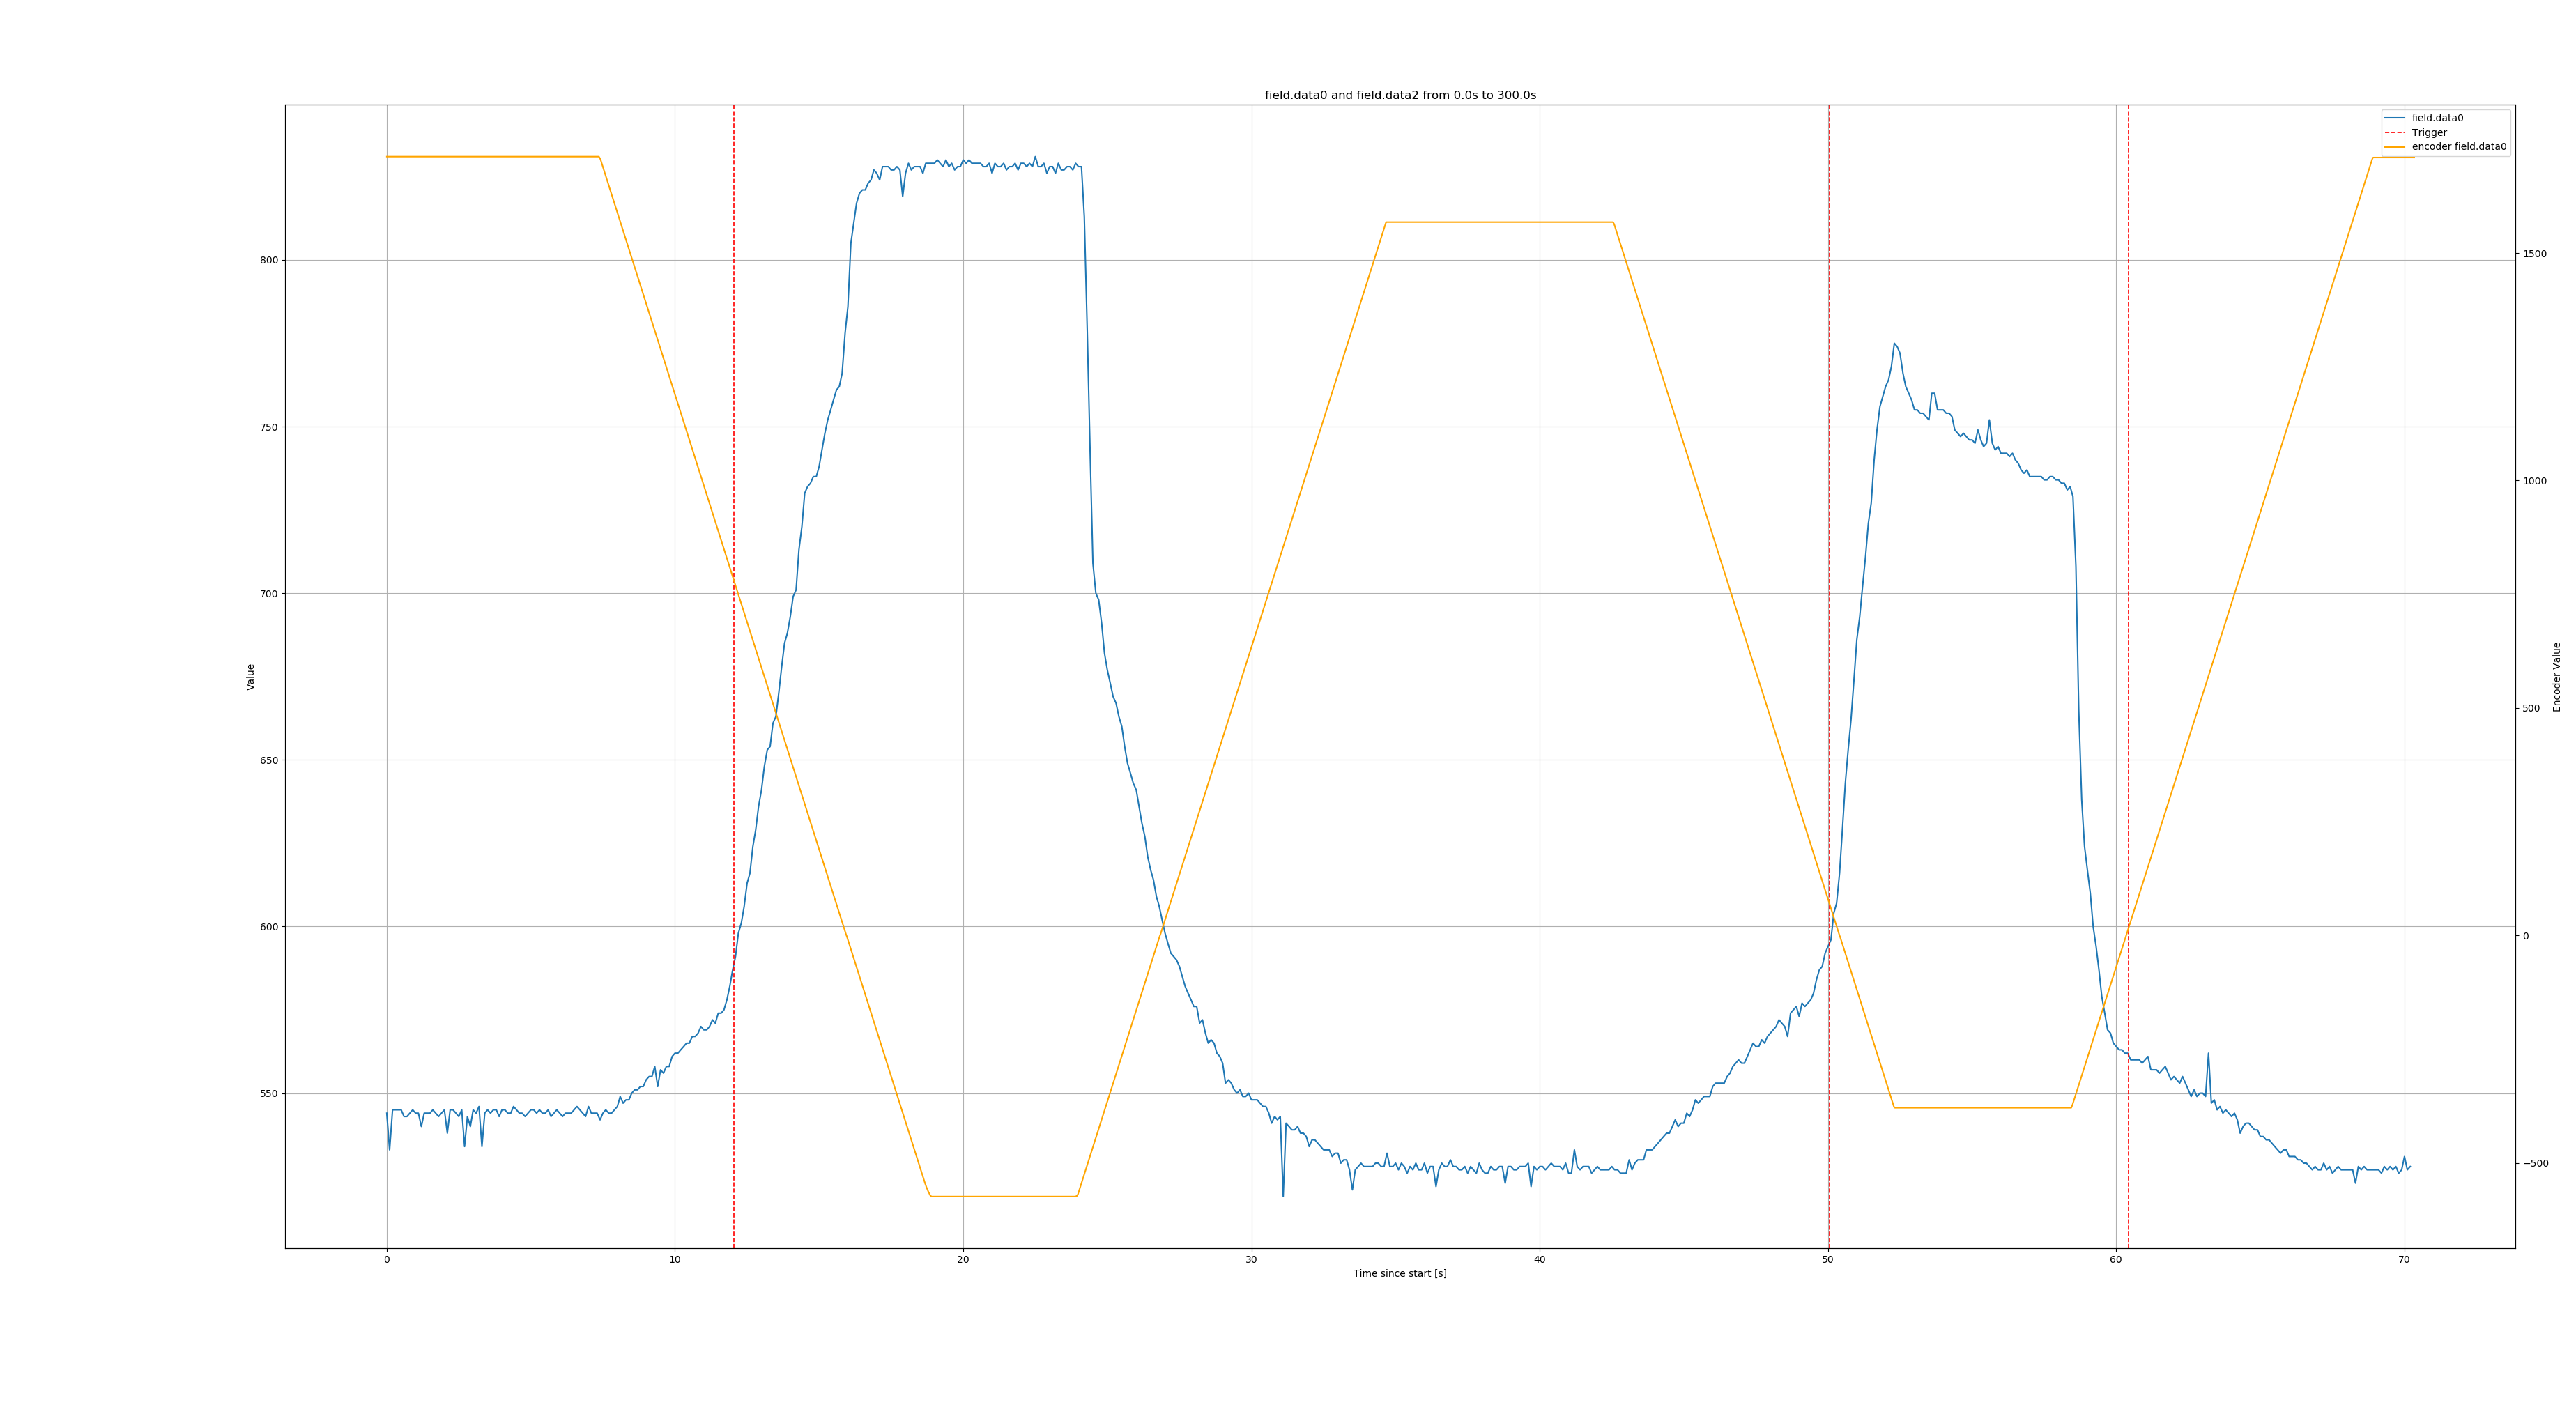 field.data0 and field.data2 from 0.0s to 300.0s
field.data0
Trigger
encoder field.data0
800
750
700
650
600
550
Value
1500
1000
500
0
−500
Encoder Value
0 10 20 30 40 50 60 70
Time since start [s]